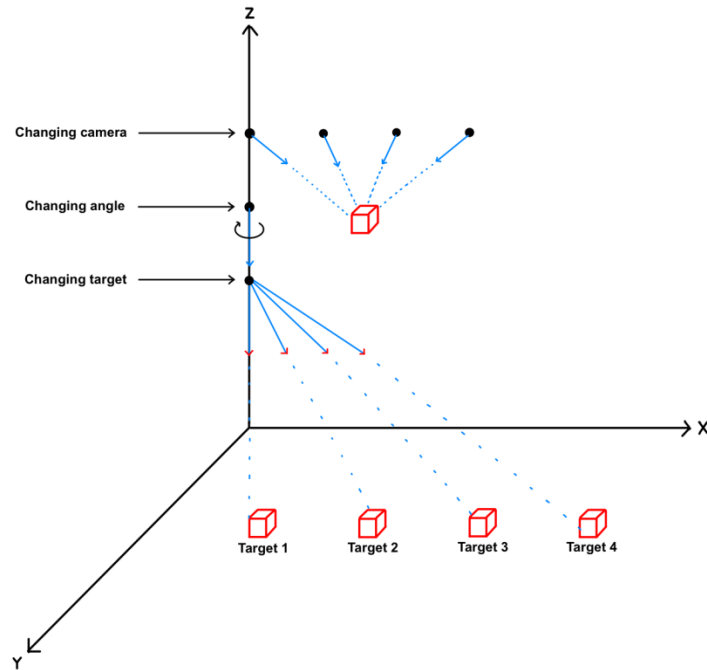 Z
Changing camera
Changing angle
Changing target
X
Target 1
Target 2
Target 3
Target 4
Y